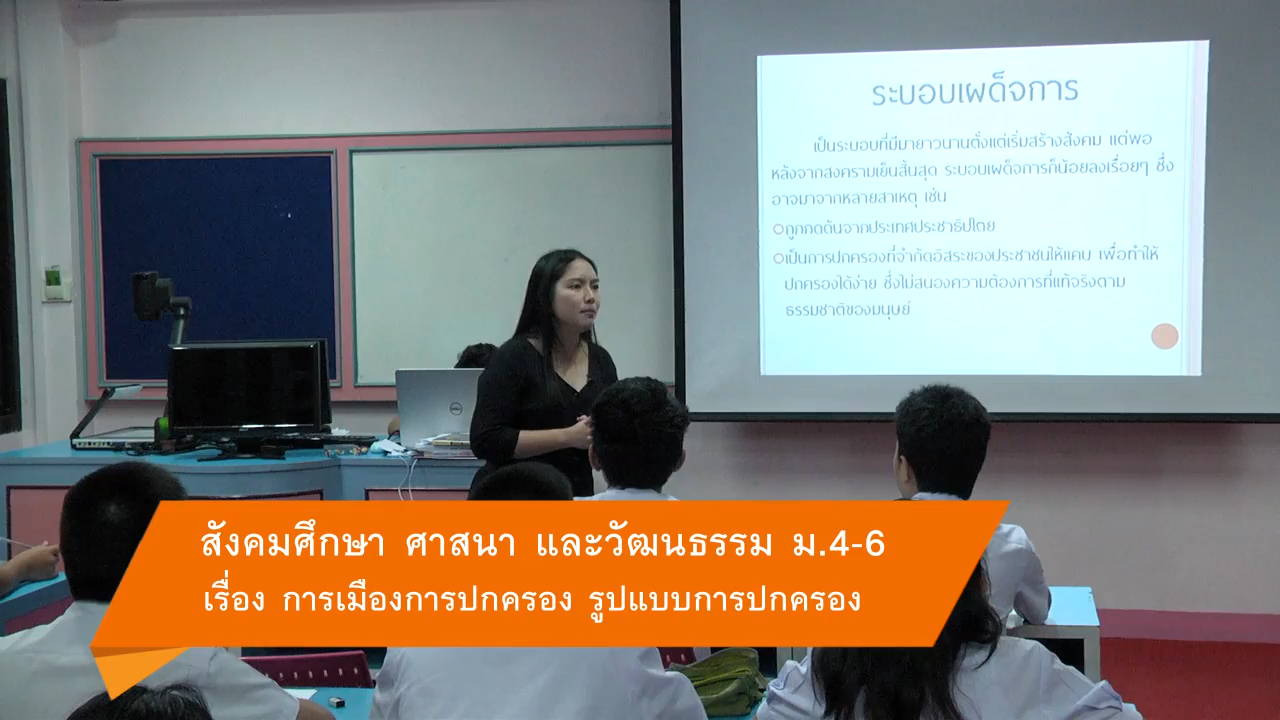 ระบอบเผด็จการ
เป็นระบอบที่มีมายาวนานตั้งแต่เริ่มสร้างสังคม แต่พอ
หลังจากสงครามเย็นสิ้นสุด ระบอบเผด็จการก็น้อยลงเรื่อยๆ ซึ่ง
อาจมาจากหลายสาเหตุ เช่น
ถูกกดดันจากประเทศประชาธิปไตย
เป็นการปกครองที่จำกัดอิสระของประชาชนให้แคบ เพื่อทำให้
ปกครองได้ง่าย ซึ่งไม่สนองความต้องการที่แท้จริงตาม
ธรรมชาติของมนุษย์
DELL
สังคมศึกษา ศาสนา และวัฒนธรรม ม.4-6
เรื่อง การเมืองการปกครอง รูปแบบการปกครอง